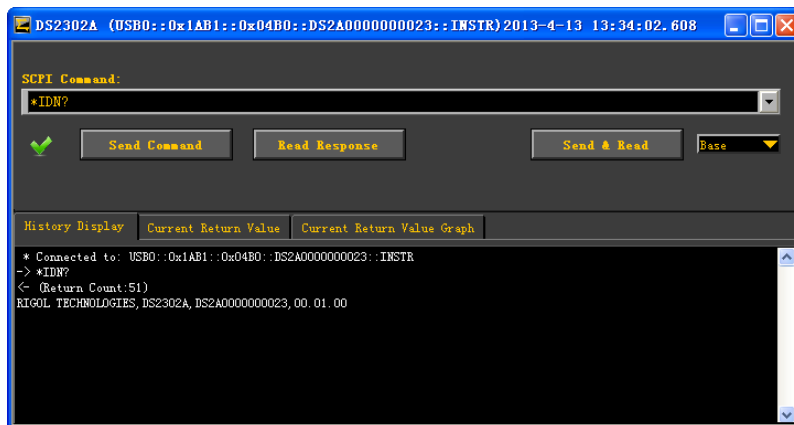 DS2302A (USB0::0x1AB1::0x04B0::DS2A0000000023::INSTR)2013-4-13 13:34:02.608
SCPI Command:
*IDN?
Send Command
Read Response
Send & Read
Base
History Display
Current Return Value
Current Return Value Graph
* Connected to: USB0::0x1AB1::0x04B0::DS2A0000000023::INSTR
-> *IDN?
<- (Return Count:51)
RIGOL TECHNOLOGIES,DS2302A,DS2A0000000023,00.01.00